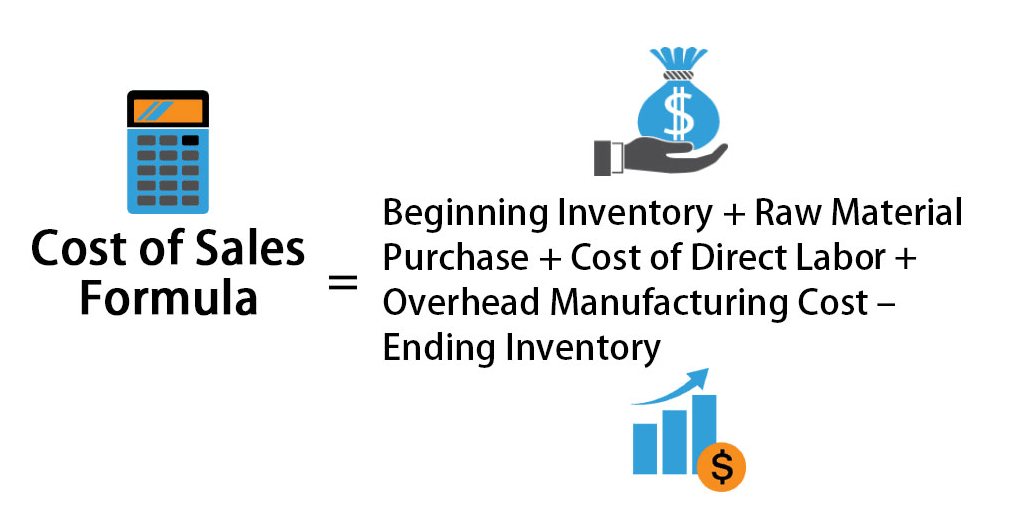 $
Cost of Sales
Formula
=
Beginning Inventory + Raw Material
Purchase + Cost of Direct Labor +
Overhead Manufacturing Cost –
Ending Inventory
$